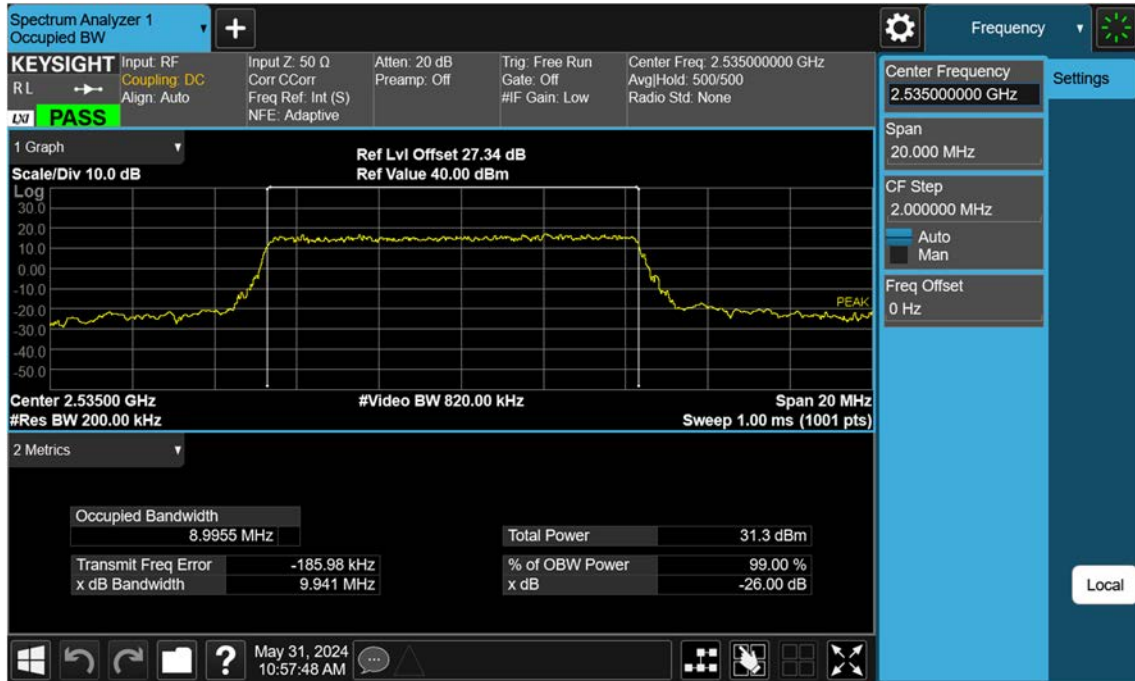 Spectrum Analyzer 1
Occupied BW
Frequency
KEYSIGHT
R L
LXI PASS
Input: RF
Coupling: DC
Align: Auto
Input Z: 50 Ω
Corr CCorr
Freq Ref: Int (S)
NFE: Adaptive
Atten: 20 dB
Preamp: Off
Trig: Free Run
Gate: Off
#IF Gain: Low
Center Freq: 2.535000000 GHz
Avg|Hold: 500/500
Radio Std: None
Center Frequency
2.535000000 GHz
Settings
Span
20.000 MHz
CF Step
2.000000 MHz
Auto
Man
Freq Offset
0 Hz
Local
1 Graph
Scale/Div 10.0 dB
Ref Lvl Offset 27.34 dB
Ref Value 40.00 dBm
Log
30.0
20.0
10.0
0.00
-10.0
-20.0
-30.0
-40.0
-50.0
PEAK
Center 2.53500 GHz
#Video BW 820.00 kHz
Span 20 MHz
#Res BW 200.00 kHz
Sweep 1.00 ms (1001 pts)
2 Metrics
Occupied Bandwidth
8.9955 MHz
Total Power 31.3 dBm
Transmit Freq Error -185.98 kHz
% of OBW Power 99.00 %
x dB Bandwidth 9.941 MHz
x dB -26.00 dB
?
May 31, 2024
10:57:48 AM